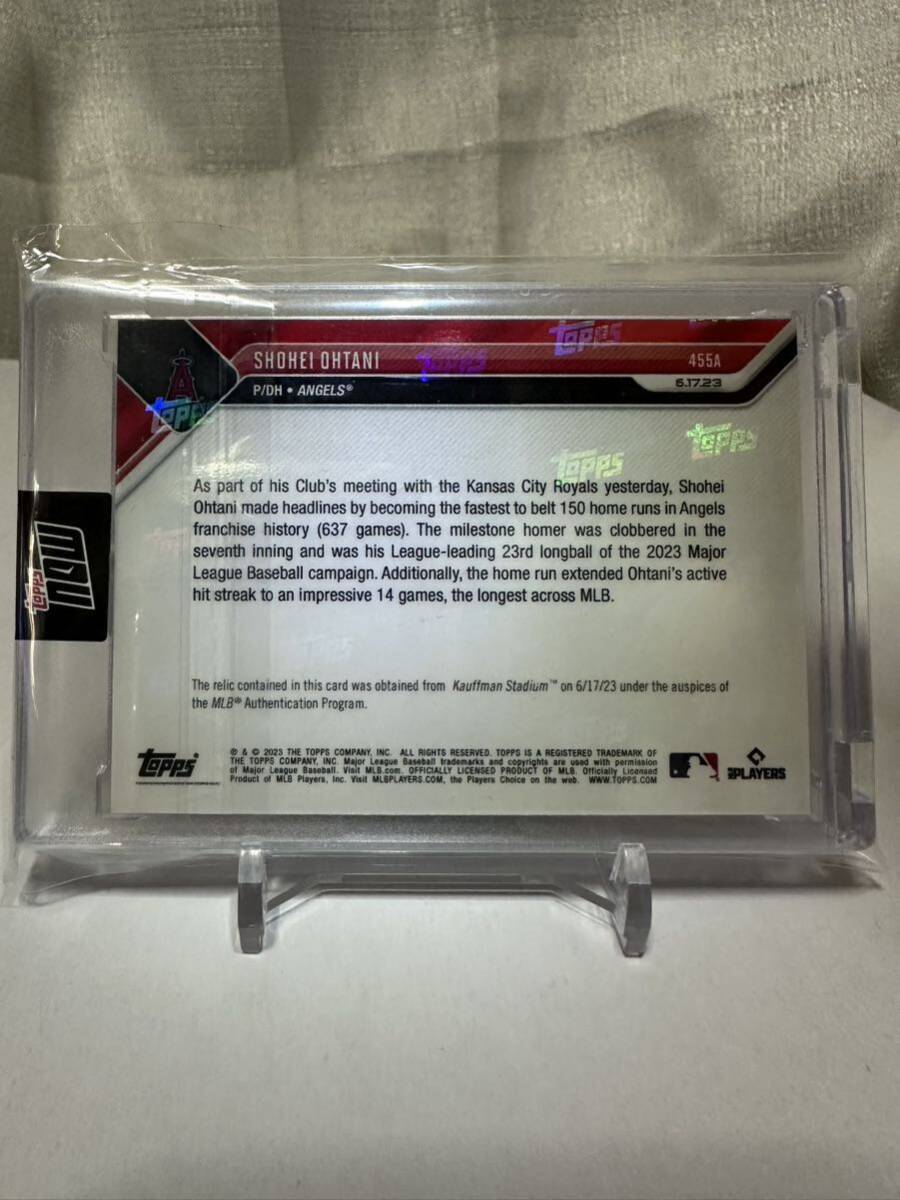 SHOHEI OHTANI
455A
P/DH • ANGELS®
6.17.23
As part of his Club's meeting with the Kansas City Royals yesterday, Shohei
Ohtani made headlines by becoming the fastest to belt 150 home runs in Angels
franchise history (637 games). The milestone homer was clobbered in the
seventh inning and was his League-leading 23rd longball of the 2023 Major
League Baseball campaign. Additionally, the home run extended Ohtani's active
hit streak to an impressive 14 games, the longest across MLB.
The relic contained in this card was obtained from Kauffman Stadium™ on 6/17/23 under the auspices of
the MLB® Authentication Program.
® & © 2023 THE TOPPS COMPANY, INC. ALL RIGHTS RESERVED. TOPPS IS A REGISTERED TRADEMARK OF
THE TOPPS COMPANY, INC. Major League Baseball trademarks and copyrights are used with permission
of Major League Baseball. Visit MLB.com. OFFICIALLY LICENSED PRODUCT OF MLB. Officially Licensed
Product of MLB Players, Inc. Visit MLBPLAYERS.COM, the Players Choice on the web. WWW.TOPPS.COM
Topps
PLAYERS
Topps
NOW
Topps
Topps
Topps
Topps
Topps